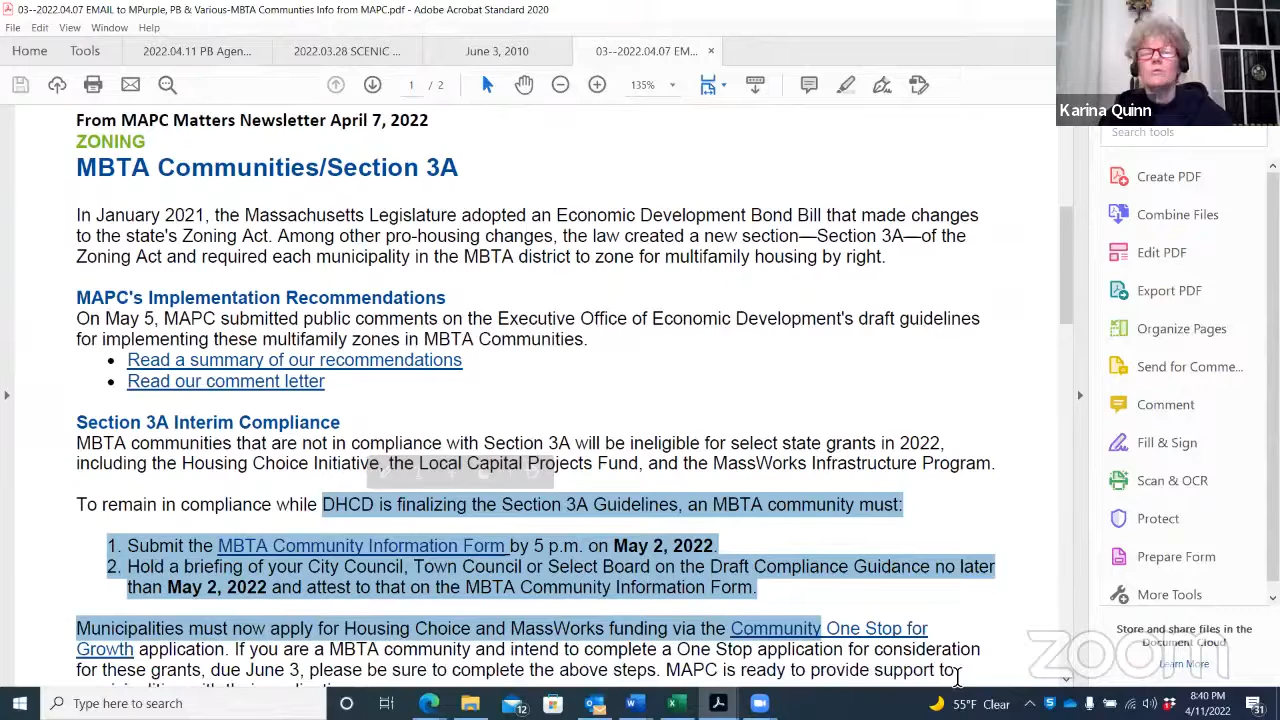 03--2022.04.07 EMAIL to MPurple, PB & Various-MBTA Communties Info from MAPC.pdf - Adobe Acrobat Standard 2020
File Edit View Window Help
Home Tools 2022.04.11 PB Agen... 2022.03.28 SCENIC ... June 3, 2010 03--2022.04.07 EM... ×
1 / 2 135%
Karina Quinn
From MAPC Matters Newsletter April 7, 2022
ZONING
MBTA Communities/Section 3A
In January 2021, the Massachusetts Legislature adopted an Economic Development Bond Bill that made changes
to the state's Zoning Act. Among other pro-housing changes, the law created a new section—Section 3A—of the
Zoning Act and required each municipality in the MBTA district to zone for multifamily housing by right.
MAPC's Implementation Recommendations
On May 5, MAPC submitted public comments on the Executive Office of Economic Development's draft guidelines
for implementing these multifamily zones in MBTA Communities.
• Read a summary of our recommendations
• Read our comment letter
Section 3A Interim Compliance
MBTA communities that are not in compliance with Section 3A will be ineligible for select state grants in 2022,
including the Housing Choice Initiative, the Local Capital Projects Fund, and the MassWorks Infrastructure Program.
To remain in compliance while DHCD is finalizing the Section 3A Guidelines, an MBTA community must:
1. Submit the MBTA Community Information Form by 5 p.m. on May 2, 2022.
2. Hold a briefing of your City Council, Town Council or Select Board on the Draft Compliance Guidance no later
than May 2, 2022 and attest to that on the MBTA Community Information Form.
Municipalities must now apply for Housing Choice and MassWorks funding via the Community One Stop for
Growth application. If you are a MBTA community and intend to complete a One Stop application for consideration
for these grants, due June 3, please be sure to complete the above steps. MAPC is ready to provide support to
Search tools
Create PDF
Combine Files
Edit PDF
Export PDF
Organize Pages
Send for Comme...
Comment
Fill & Sign
Scan & OCR
Protect
Prepare Form
More Tools
Store and share files in the
Document Cloud
Learn More
zoom
Type here to search
12
55°F Clear
8:40 PM
4/11/2022
31